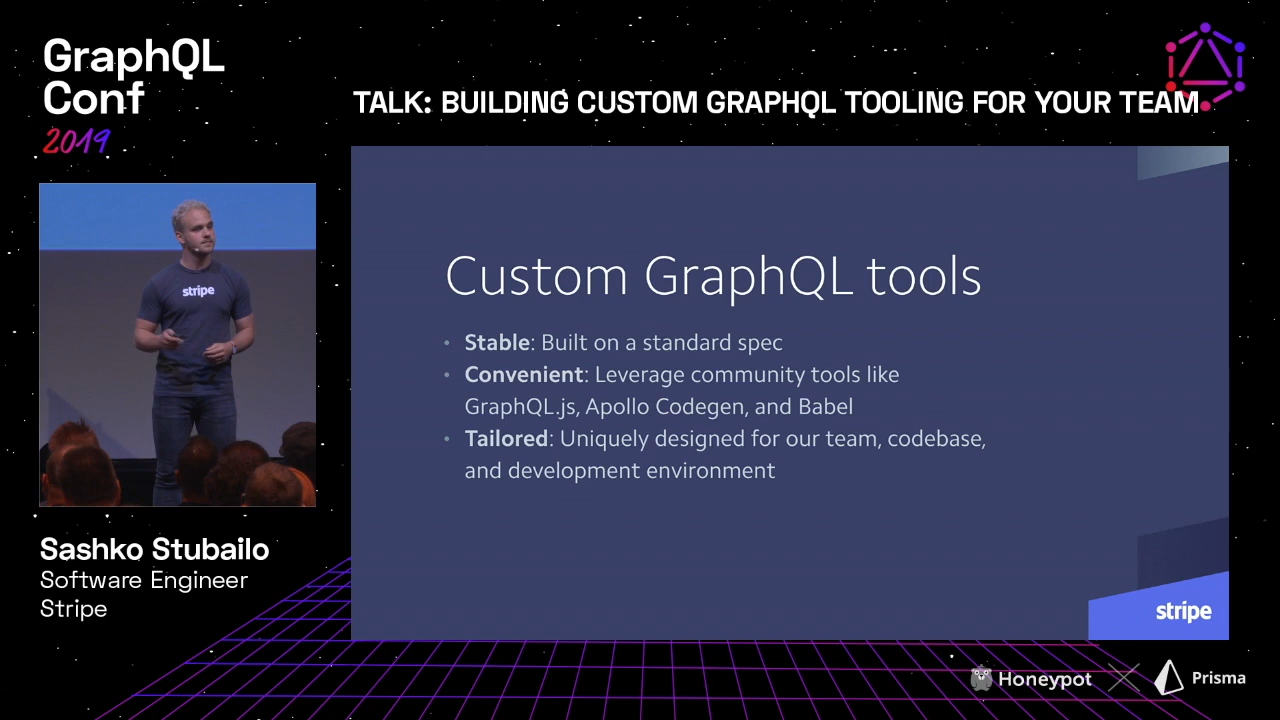 GraphQL
Conf
2019
TALK: BUILDING CUSTOM GRAPHQL TOOLING FOR YOUR TEAM
stripe
Custom GraphQL tools
• Stable: Built on a standard spec
• Convenient: Leverage community tools like
GraphQL.js, Apollo Codegen, and Babel
• Tailored: Uniquely designed for our team, codebase,
and development environment
stripe
Sashko Stubailo
Software Engineer
Stripe
Honeypot
Prisma